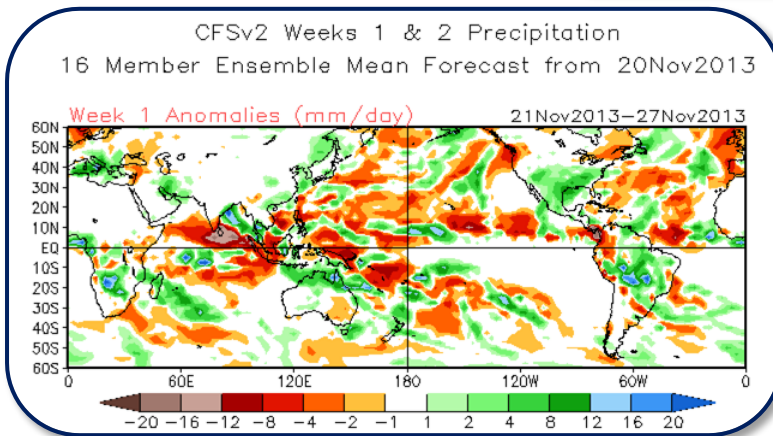 CFSv2 Weeks 1 & 2 Precipitation
16 Member Ensemble Mean Forecast from 20Nov2013
Week 1 Anomalies (mm/day) 21Nov2013–27Nov2013
60N
50N
40N
30N
20N
10N
EQ
10S
20S
30S
40S
50S
60S
0 60E 120E 180 120W 60W 0
−20 −16 −12 −8 −4 −2 −1 1 2 4 8 12 16 20